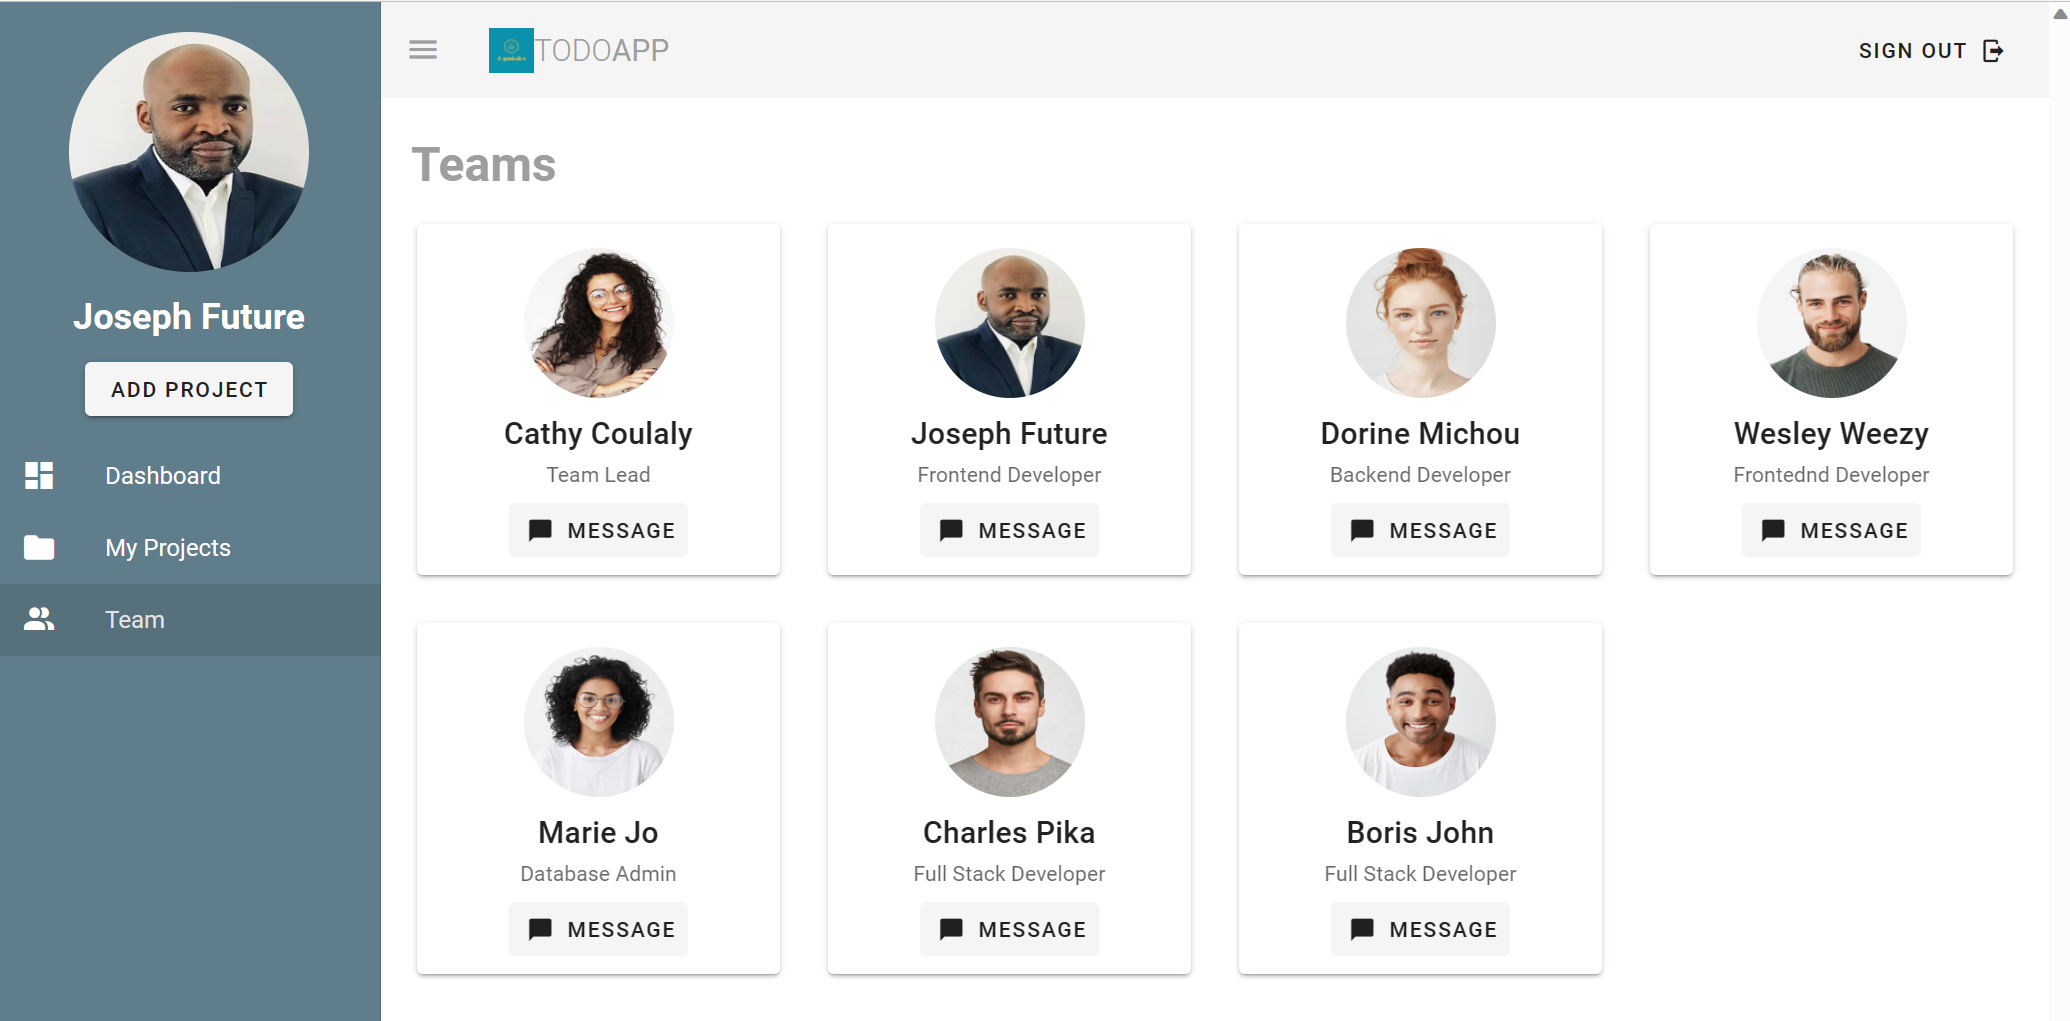 Joseph Future
ADD PROJECT
Dashboard
My Projects
Team
TODOAPP
SIGN OUT
Teams
Cathy Coulaly
Team Lead
MESSAGE
Joseph Future
Frontend Developer
MESSAGE
Dorine Michou
Backend Developer
MESSAGE
Wesley Weezy
Frontednd Developer
MESSAGE
Marie Jo
Database Admin
MESSAGE
Charles Pika
Full Stack Developer
MESSAGE
Boris John
Full Stack Developer
MESSAGE